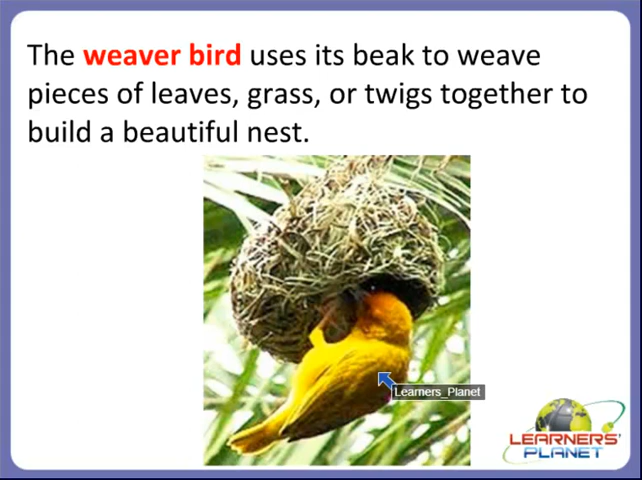 The weaver bird uses its beak to weave
pieces of leaves, grass, or twigs together to
build a beautiful nest.
Learners_Planet
LEARNERS'
PLANET